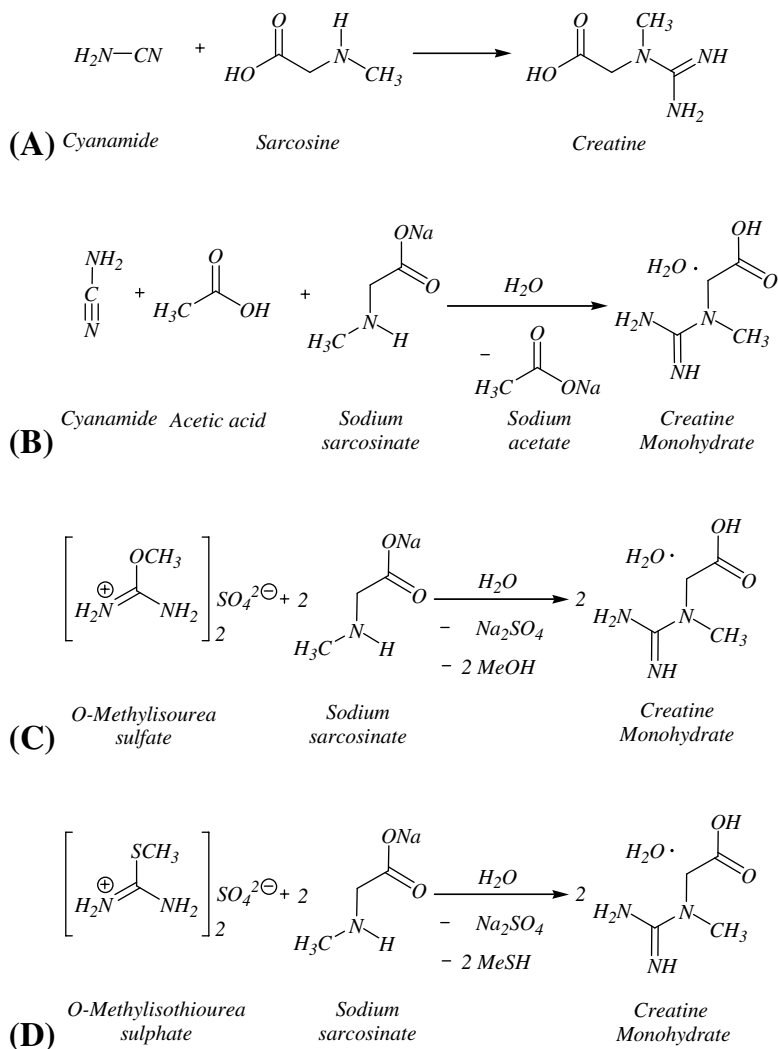 H2N—CN + HO O H N CH3 HO O CH3 N NH NH2
(A) Cyanamide Sarcosine Creatine
NH2 C N + H3C O OH + ONa O N H3C H H2O − O H3C ONa H2O · OH O H2N N CH3 NH
Cyanamide Acetic acid Sodium Sodium Creatine
(B) sarcosinate acetate Monohydrate
OCH3 H2N ⊕ NH2 2 SO4 2⊖ + 2 ONa O N H3C H H2O − Na2SO4 − 2 MeOH 2 H2O · OH O H2N N CH3 NH
O-Methylisourea Sodium Creatine
(C) sulfate sarcosinate Monohydrate
SCH3 H2N ⊕ NH2 2 SO4 2⊖ + 2 ONa O N H3C H H2O − Na2SO4 − 2 MeSH 2 H2O · OH O H2N N CH3 NH
O-Methylisothiourea Sodium Creatine
(D) sulphate sarcosinate Monohydrate